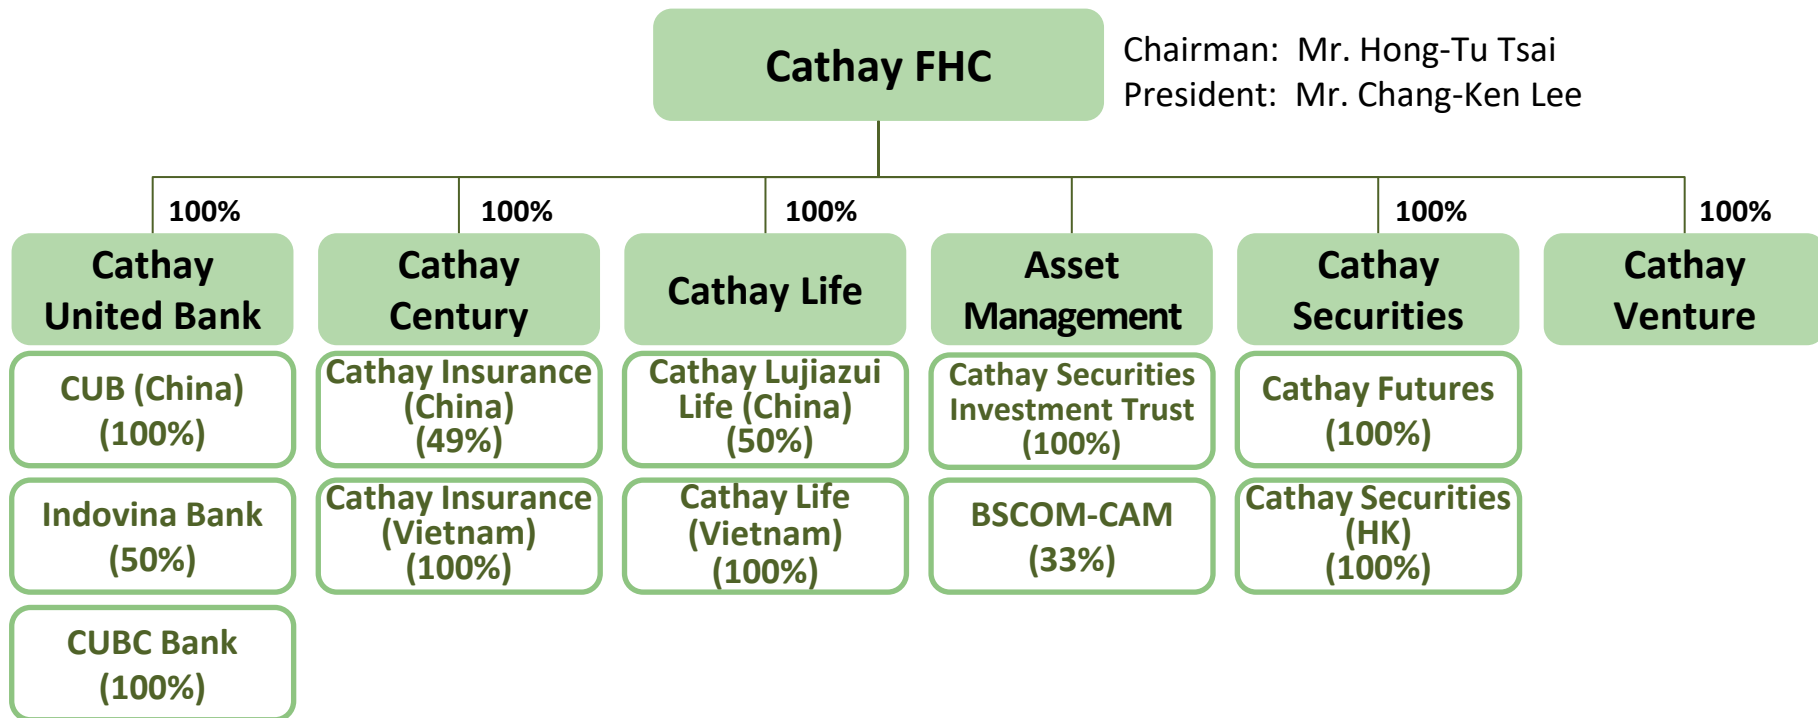 Cathay FHC
Chairman: Mr. Hong-Tu Tsai
President: Mr. Chang-Ken Lee
100%
100%
100%
100%
100%
Cathay
United Bank
Cathay
Century
Cathay Life
Asset
Management
Cathay
Securities
Cathay
Venture
CUB (China)
(100%)
Cathay Insurance
(China)
(49%)
Cathay Lujiazui
Life (China)
(50%)
Cathay Securities
Investment Trust
(100%)
Cathay Futures
(100%)
Indovina Bank
(50%)
Cathay Insurance
(Vietnam)
(100%)
Cathay Life
(Vietnam)
(100%)
BSCOM-CAM
(33%)
Cathay Securities
(HK)
(100%)
CUBC Bank
(100%)